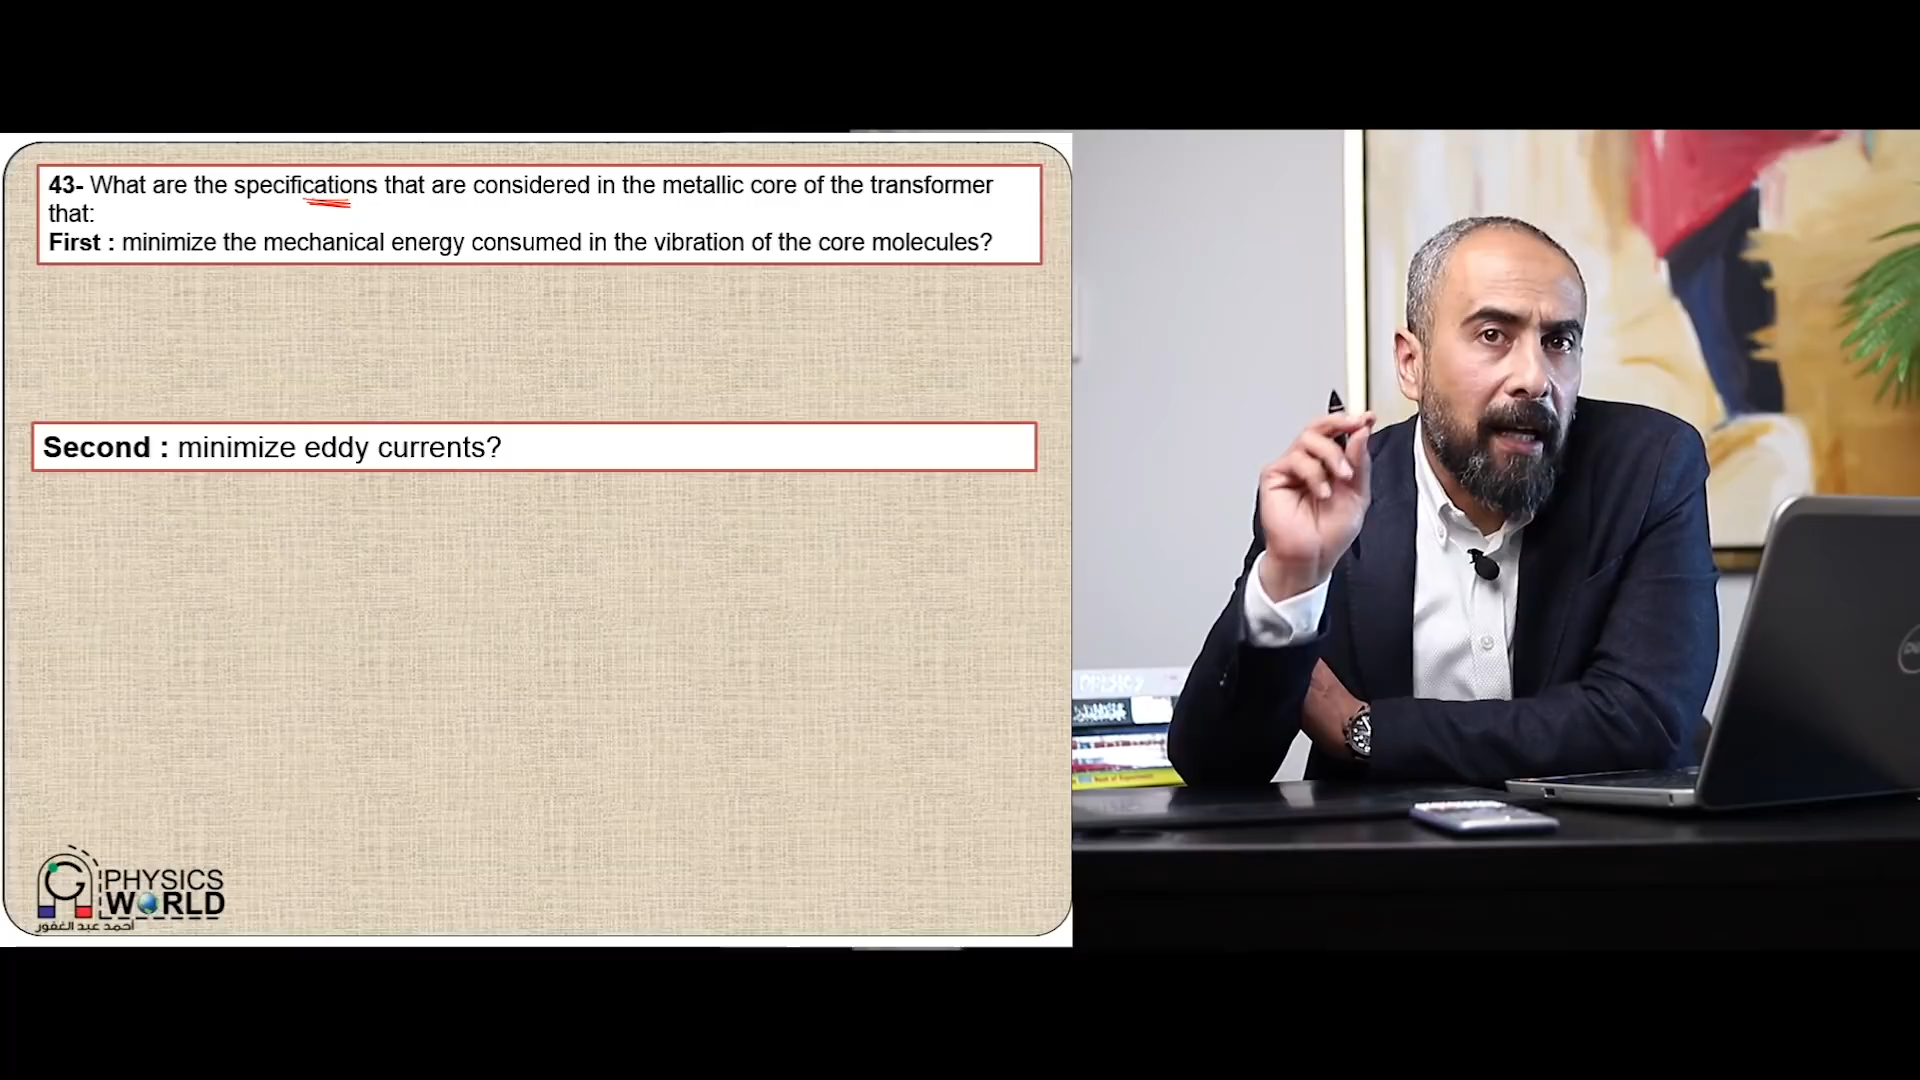 43- What are the specifications that are considered in the metallic core of the transformer
that:
First : minimize the mechanical energy consumed in the vibration of the core molecules?
Second : minimize eddy currents?
PHYSICS
WORLD
احمد عبد الغفور